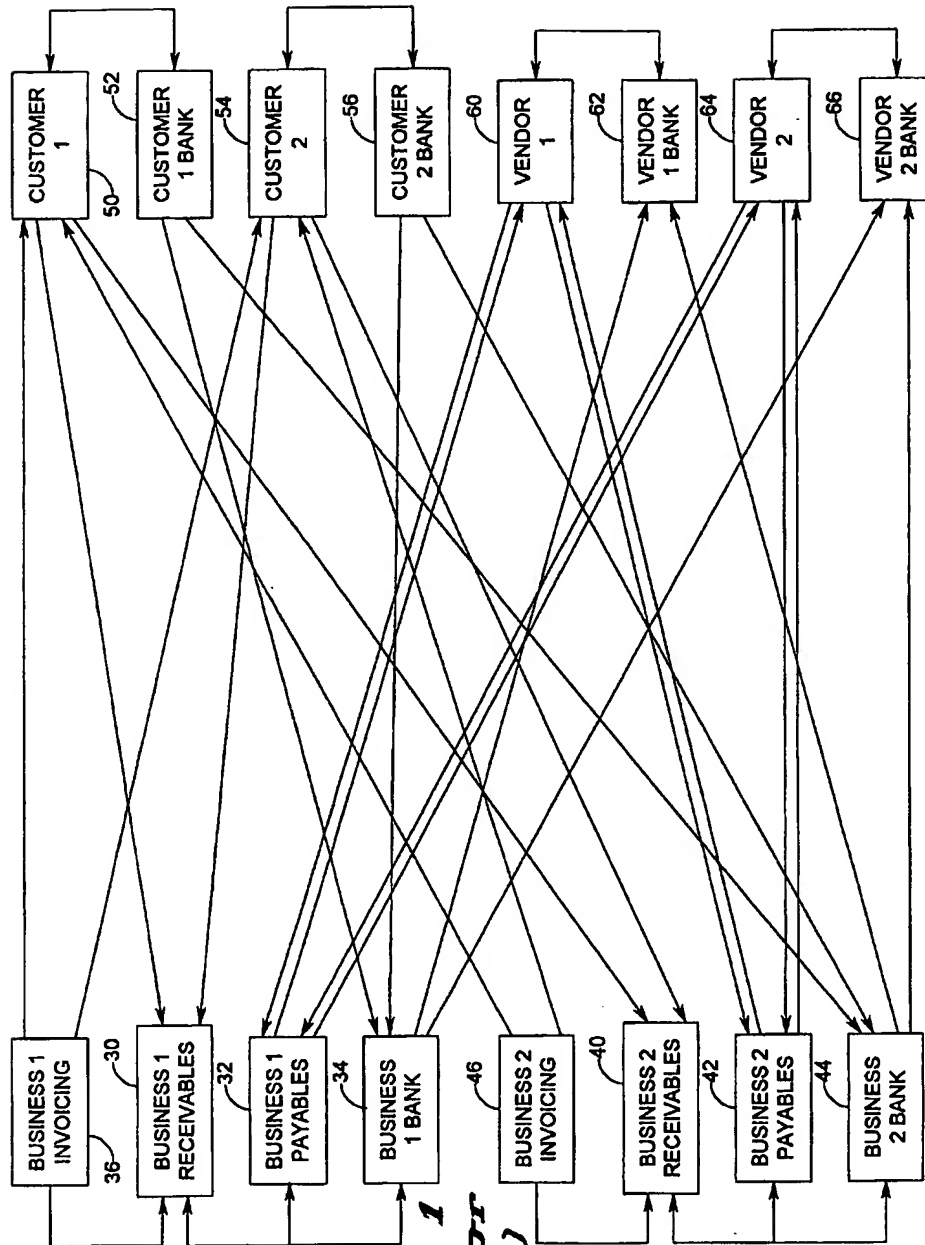 BUSINESS 1
INVOICING
36
30
BUSINESS 1
RECEIVABLES
32
BUSINESS 1
PAYABLES
34
BUSINESS
1 BANK
46
BUSINESS 2
INVOICING
40
BUSINESS 2
RECEIVABLES
42
BUSINESS 2
PAYABLES
44
BUSINESS
2 BANK
CUSTOMER
1
50
52
CUSTOMER
1 BANK
54
CUSTOMER
2
56
CUSTOMER
2 BANK
60
VENDOR
1
62
VENDOR
1 BANK
64
VENDOR
2
66
VENDOR
2 BANK
1
)